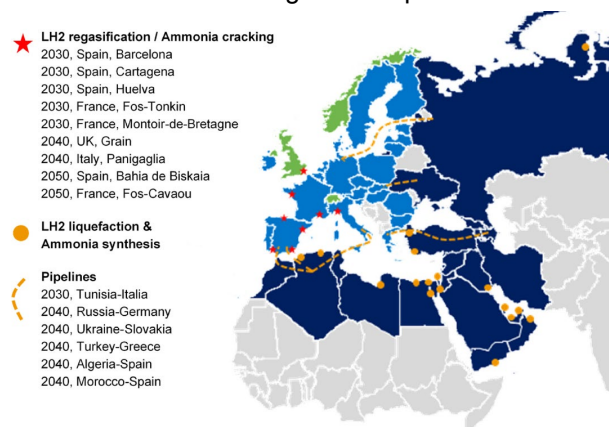 LH2 regasification / Ammonia cracking
2030, Spain, Barcelona
2030, Spain, Cartagena
2030, Spain, Huelva
2030, France, Fos-Tonkin
2030, France, Montoir-de-Bretagne
2040, UK, Grain
2040, Italy, Panigaglia
2050, Spain, Bahia de Biskaia
2050, France, Fos-Cavaou
LH2 liquefaction &
Ammonia synthesis
Pipelines
2030, Tunisia-Italia
2040, Russia-Germany
2040, Ukraine-Slovakia
2040, Turkey-Greece
2040, Algeria-Spain
2040, Morocco-Spain